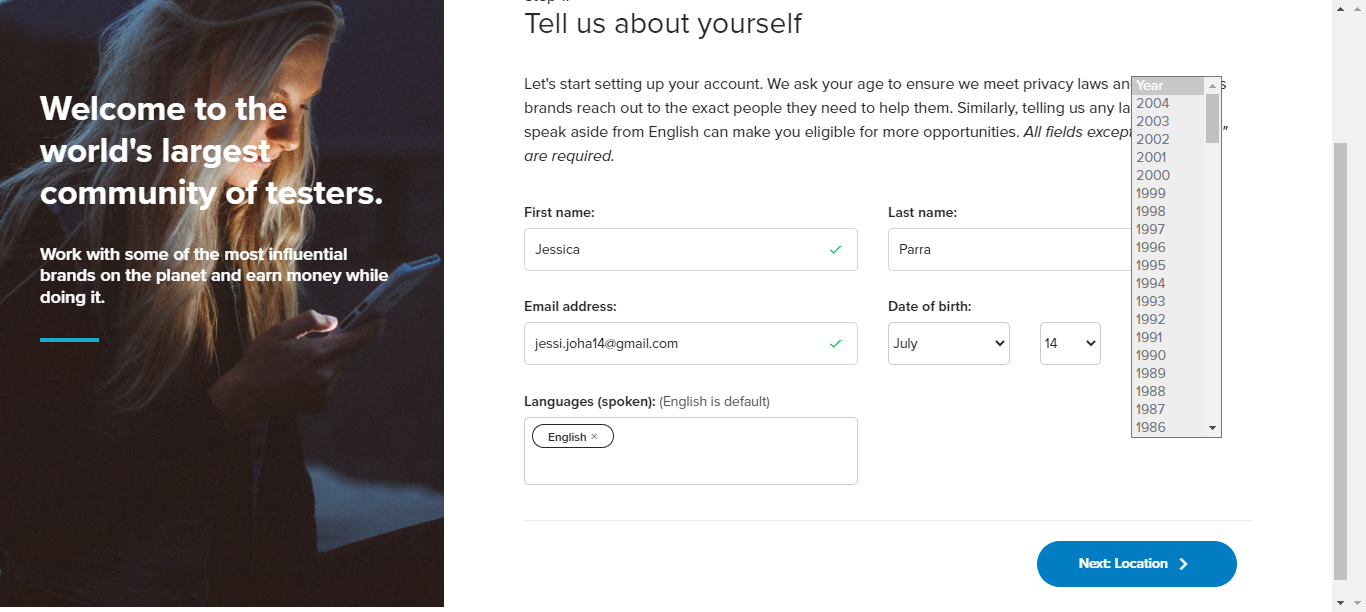 Welcome to the
world's largest
community of testers.
Work with some of the most influential
brands on the planet and earn money while
doing it.
Tell us about yourself
Let's start setting up your account. We ask your age to ensure we meet privacy laws an
brands reach out to the exact people they need to help them. Similarly, telling us any la
speak aside from English can make you eligible for more opportunities. All fields except
are required.
First name:
Last name:
Jessica
Parra
Email address:
Date of birth:
jessi.joha14@gmail.com
July
14
Year
2004
2003
2002
2001
2000
1999
1998
1997
1996
1995
1994
1993
1992
1991
1990
1989
1988
1987
1986
Languages (spoken): (English is default)
English ×
Next: Location